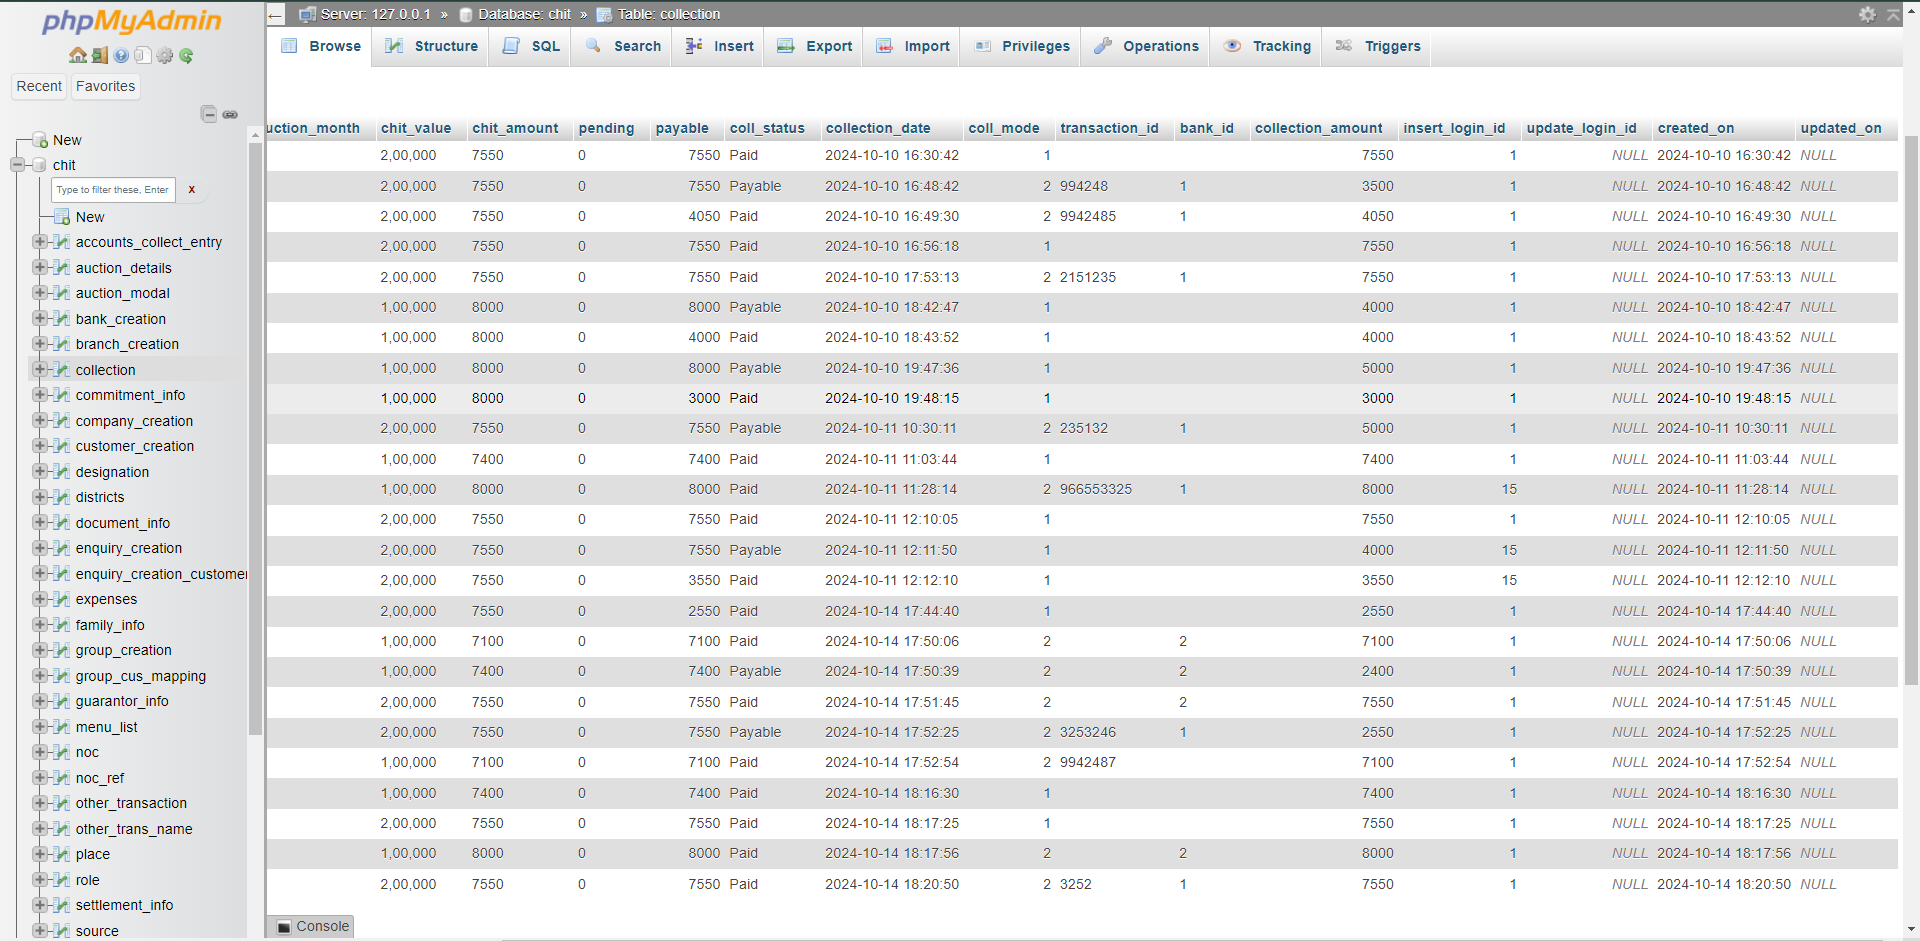 phpMyAdmin
Recent Favorites
New
chit
Type to filter these, Enter X
New
accounts_collect_entry
auction_details
auction_modal
bank_creation
branch_creation
collection
commitment_info
company_creation
customer_creation
designation
districts
document_info
enquiry_creation
enquiry_creation_customer
expenses
family_info
group_creation
group_cus_mapping
guarantor_info
menu_list
noc
noc_ref
other_transaction
other_trans_name
place
role
settlement_info
source
Server: 127.0.0.1 » Database: chit » Table: collection
Browse Structure SQL Search Insert Export Import Privileges Operations Tracking Triggers
uction_month chit_value chit_amount pending payable coll_status collection_date coll_mode transaction_id bank_id collection_amount insert_login_id update_login_id created_on updated_on
2,00,000 7550 0 7550 Paid 2024-10-10 16:30:42 1 7550 1 NULL 2024-10-10 16:30:42 NULL
2,00,000 7550 0 7550 Payable 2024-10-10 16:48:42 2 994248 1 3500 1 NULL 2024-10-10 16:48:42 NULL
2,00,000 7550 0 4050 Paid 2024-10-10 16:49:30 2 9942485 1 4050 1 NULL 2024-10-10 16:49:30 NULL
2,00,000 7550 0 7550 Paid 2024-10-10 16:56:18 1 7550 1 NULL 2024-10-10 16:56:18 NULL
2,00,000 7550 0 7550 Paid 2024-10-10 17:53:13 2 2151235 1 7550 1 NULL 2024-10-10 17:53:13 NULL
1,00,000 8000 0 8000 Payable 2024-10-10 18:42:47 1 4000 1 NULL 2024-10-10 18:42:47 NULL
1,00,000 8000 0 4000 Paid 2024-10-10 18:43:52 1 4000 1 NULL 2024-10-10 18:43:52 NULL
1,00,000 8000 0 8000 Payable 2024-10-10 19:47:36 1 5000 1 NULL 2024-10-10 19:47:36 NULL
1,00,000 8000 0 3000 Paid 2024-10-10 19:48:15 1 3000 1 NULL 2024-10-10 19:48:15 NULL
2,00,000 7550 0 7550 Payable 2024-10-11 10:30:11 2 235132 1 5000 1 NULL 2024-10-11 10:30:11 NULL
1,00,000 7400 0 7400 Paid 2024-10-11 11:03:44 1 7400 1 NULL 2024-10-11 11:03:44 NULL
1,00,000 8000 0 8000 Paid 2024-10-11 11:28:14 2 966553325 1 8000 15 NULL 2024-10-11 11:28:14 NULL
2,00,000 7550 0 7550 Paid 2024-10-11 12:10:05 1 7550 1 NULL 2024-10-11 12:10:05 NULL
2,00,000 7550 0 7550 Payable 2024-10-11 12:11:50 1 4000 15 NULL 2024-10-11 12:11:50 NULL
2,00,000 7550 0 3550 Paid 2024-10-11 12:12:10 1 3550 15 NULL 2024-10-11 12:12:10 NULL
2,00,000 7550 0 2550 Paid 2024-10-14 17:44:40 1 2550 1 NULL 2024-10-14 17:44:40 NULL
1,00,000 7100 0 7100 Paid 2024-10-14 17:50:06 2 2 7100 1 NULL 2024-10-14 17:50:06 NULL
1,00,000 7400 0 7400 Payable 2024-10-14 17:50:39 2 2 2400 1 NULL 2024-10-14 17:50:39 NULL
2,00,000 7550 0 7550 Paid 2024-10-14 17:51:45 2 2 7550 1 NULL 2024-10-14 17:51:45 NULL
2,00,000 7550 0 7550 Payable 2024-10-14 17:52:25 2 3253246 1 2550 1 NULL 2024-10-14 17:52:25 NULL
1,00,000 7100 0 7100 Paid 2024-10-14 17:52:54 2 9942487 7100 1 NULL 2024-10-14 17:52:54 NULL
1,00,000 7400 0 7400 Paid 2024-10-14 18:16:30 1 7400 1 NULL 2024-10-14 18:16:30 NULL
2,00,000 7550 0 7550 Paid 2024-10-14 18:17:25 1 7550 1 NULL 2024-10-14 18:17:25 NULL
1,00,000 8000 0 8000 Paid 2024-10-14 18:17:56 2 2 8000 1 NULL 2024-10-14 18:17:56 NULL
2,00,000 7550 0 7550 Paid 2024-10-14 18:20:50 2 3252 1 7550 1 NULL 2024-10-14 18:20:50 NULL
Console